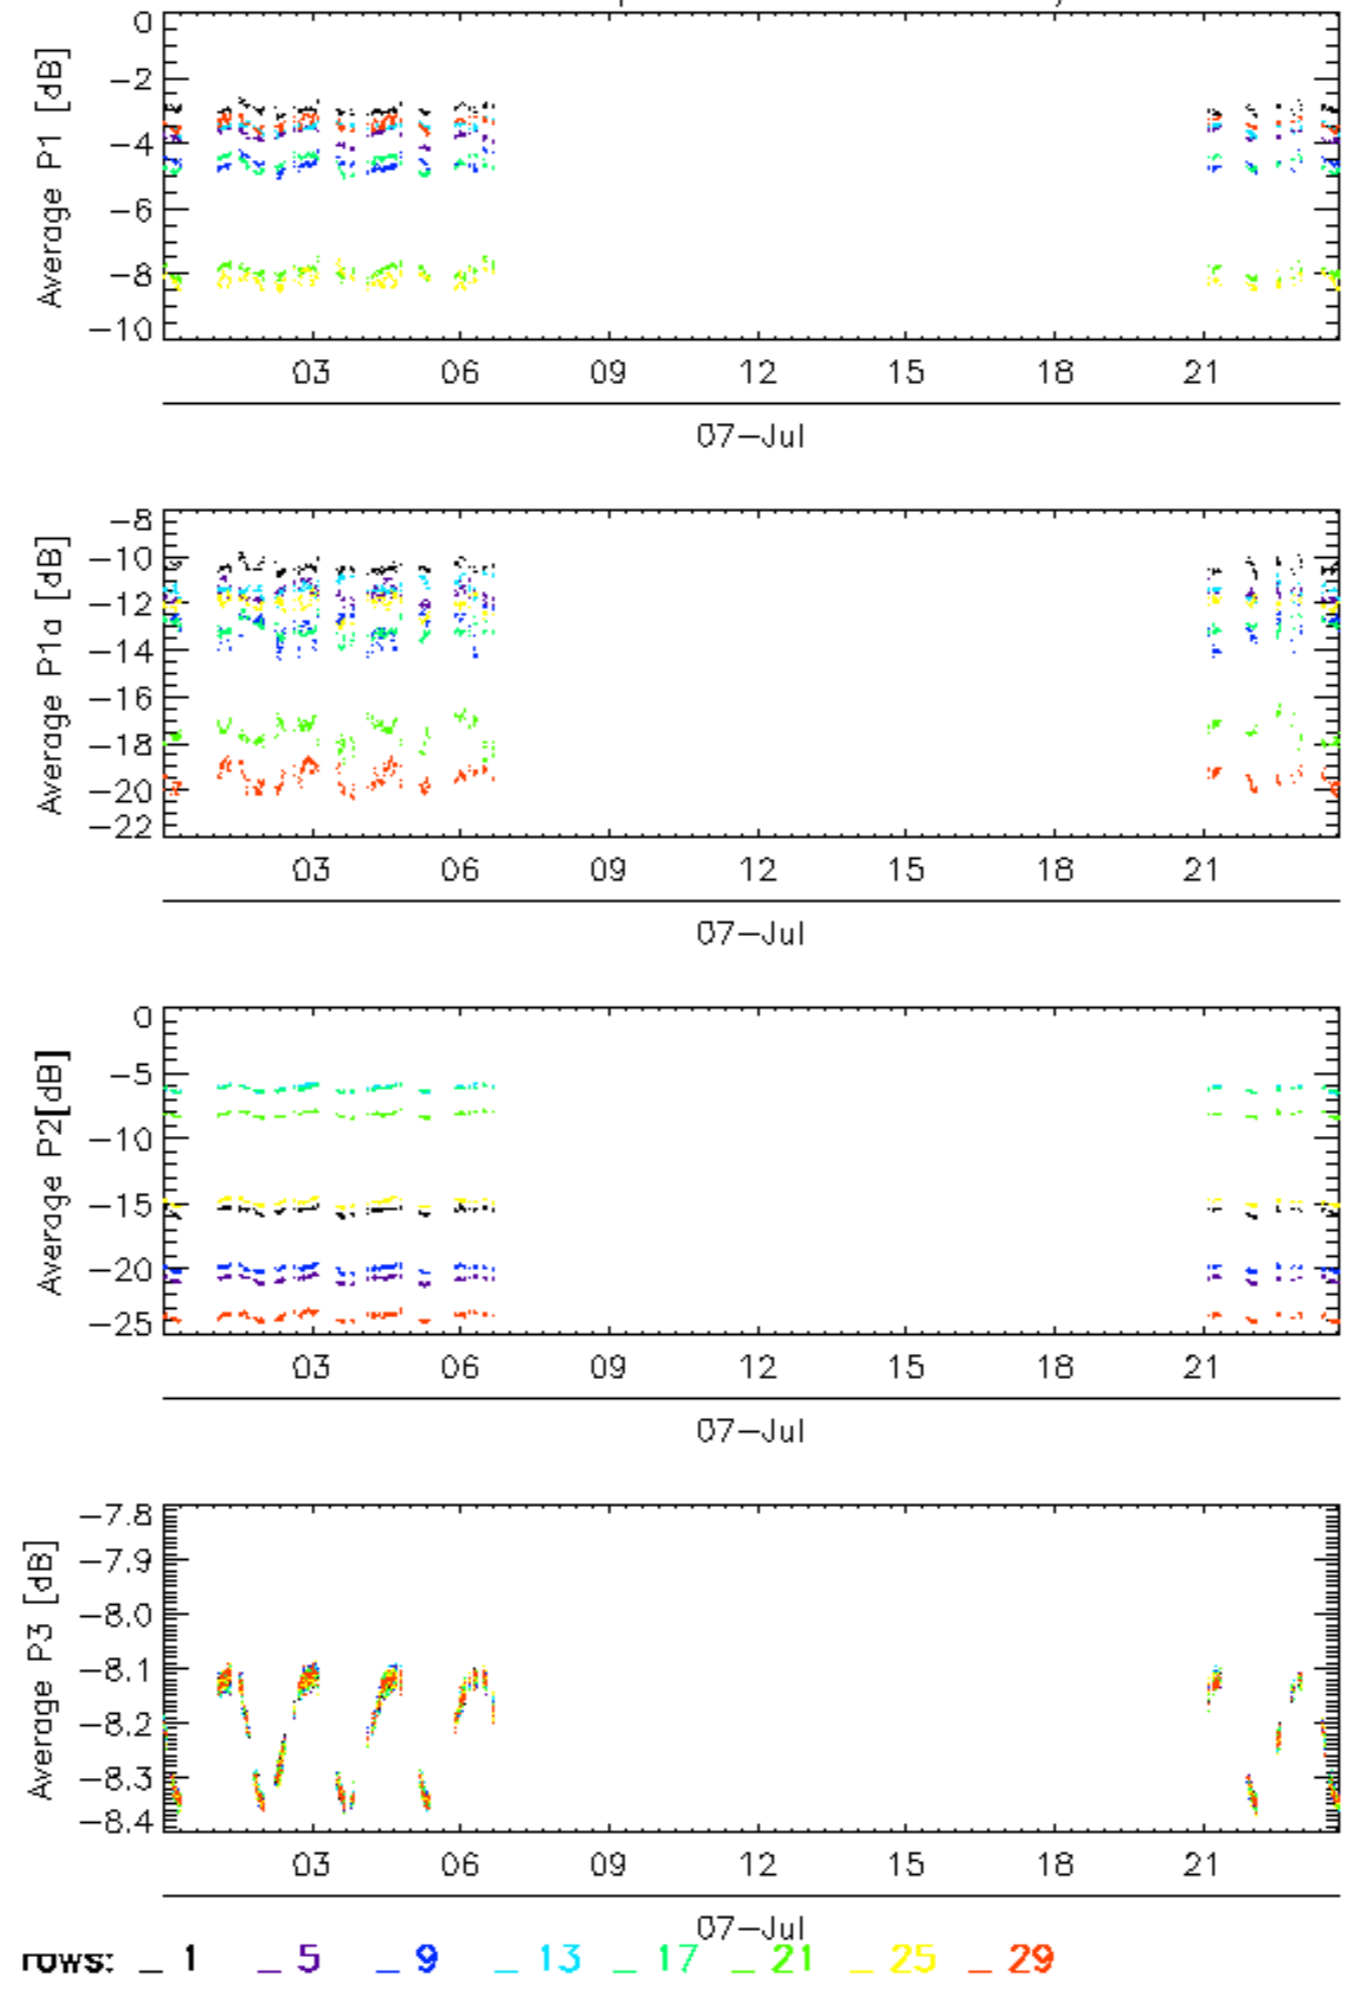 Average P1 [dB]
0
−2
−4
−6
−8
−10
03 06 09 12 15 18 21
07−Jul
Average P1a [dB]
−8
−10
−12
−14
−16
−18
−20
−22
03 06 09 12 15 18 21
07−Jul
Average P2[dB]
0
−5
−10
−15
−20
−25
03 06 09 12 15 18 21
07−Jul
Average P3 [dB]
−7.8
−7.9
−8.0
−8.1
−8.2
−8.3
−8.4
03 06 09 12 15 18 21
07−Jul
rows: _ 1 _ 5 _ 9 _ 13 _ 17 _ 21 _ 25 _ 29